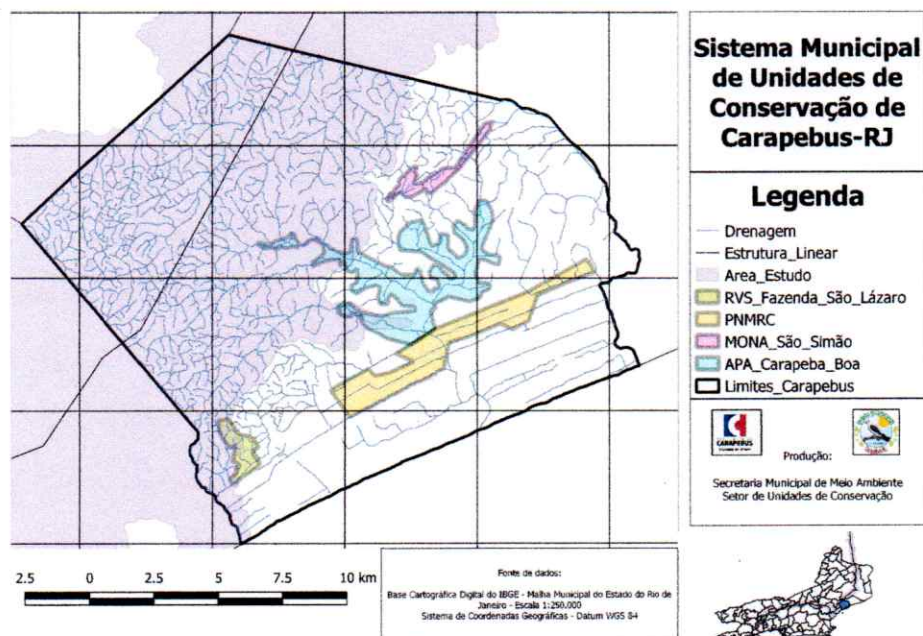 Sistema Municipal
de Unidades de
Conservação de
Carapebus-RJ
Legenda
Drenagem
Estrutura_Linear
Area_Estudo
RVS_Fazenda_São_Lázaro
PNMRC
MONA_São_Simão
APA_Carapeba_Boa
Limites_Carapebus
CARAPEBUS
Produção:
Secretaria Municipal de Meio Ambiente
Setor de Unidades de Conservação
2.5 0 2.5 5 7.5 10 km
Fonte de dados:
Base Cartográfica Digital do IBGE - Malha Municipal do Estado do Rio de
Janeiro - Escala 1:250.000
Sistema de Coordenadas Geográficas - Datum WGS 84